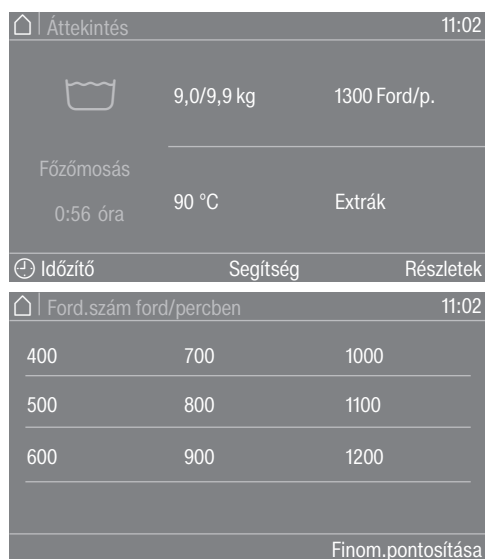 Áttekintés 11:02
9,0/9,9 kg 1300 Ford/p.
Főzőmosás
0:56 óra
90 °C Extrák
Időzítő Segítség Részletek
Ford.szám ford/percben 11:02
400 700 1000
500 800 1100
600 900 1200
Finom.pontosítása